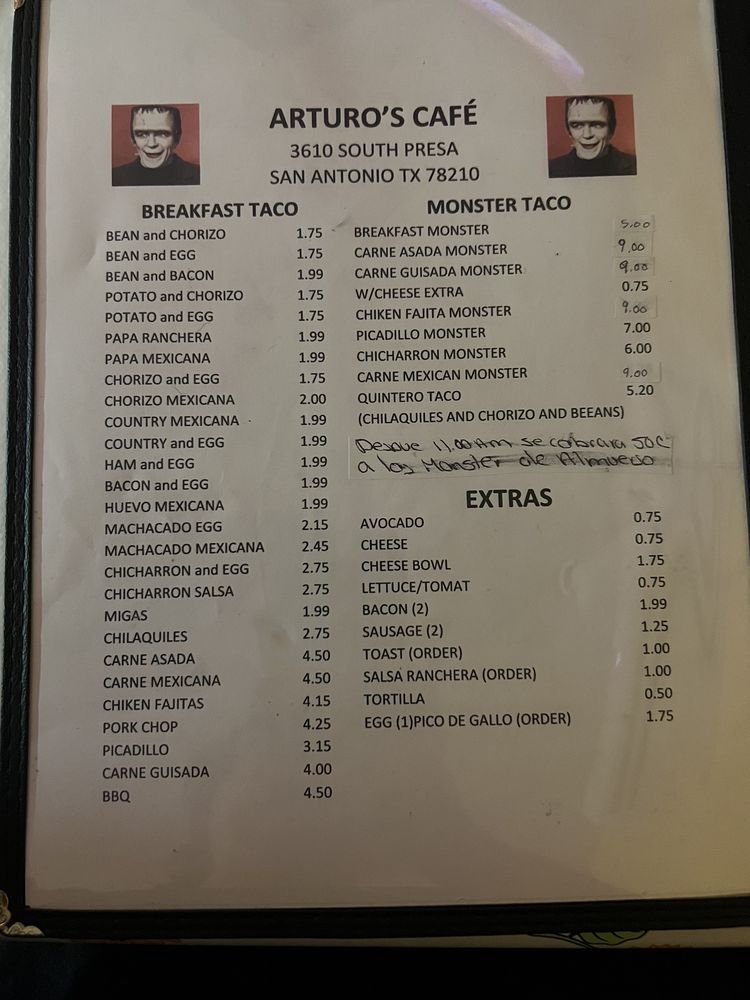 ARTURO'S CAFÉ
3610 SOUTH PRESA
SAN ANTONIO TX 78210
BREAKFAST TACO
BEAN and CHORIZO 1.75
BEAN and EGG 1.75
BEAN and BACON 1.99
POTATO and CHORIZO 1.75
POTATO and EGG 1.75
PAPA RANCHERA 1.99
PAPA MEXICANA 1.99
CHORIZO and EGG 1.75
CHORIZO MEXICANA 2.00
COUNTRY MEXICANA 1.99
COUNTRY and EGG 1.99
HAM and EGG 1.99
BACON and EGG 1.99
HUEVO MEXICANA 1.99
MACHACADO EGG 2.15
MACHACADO MEXICANA 2.45
CHICHARRON and EGG 2.75
CHICHARRON SALSA 2.75
MIGAS 1.99
CHILAQUILES 2.75
CARNE ASADA 4.50
CARNE MEXICANA 4.50
CHIKEN FAJITAS 4.15
PORK CHOP 4.25
PICADILLO 3.15
CARNE GUISADA 4.00
BBQ 4.50
MONSTER TACO
BREAKFAST MONSTER 5.00
CARNE ASADA MONSTER 9.00
CARNE GUISADA MONSTER 9.00
W/CHEESE EXTRA 0.75
CHIKEN FAJITA MONSTER 9.00
PICADILLO MONSTER 7.00
CHICHARRON MONSTER 6.00
CARNE MEXICAN MONSTER 9.00
QUINTERO TACO 5.20
(CHILAQUILES AND CHORIZO AND BEEANS)
11,00 Am se cobrara 50¢
a los Monster de
EXTRAS
AVOCADO 0.75
CHEESE 0.75
CHEESE BOWL 1.75
LETTUCE/TOMAT 0.75
BACON (2) 1.99
SAUSAGE (2) 1.25
TOAST (ORDER) 1.00
SALSA RANCHERA (ORDER) 1.00
TORTILLA 0.50
EGG (1)PICO DE GALLO (ORDER) 1.75